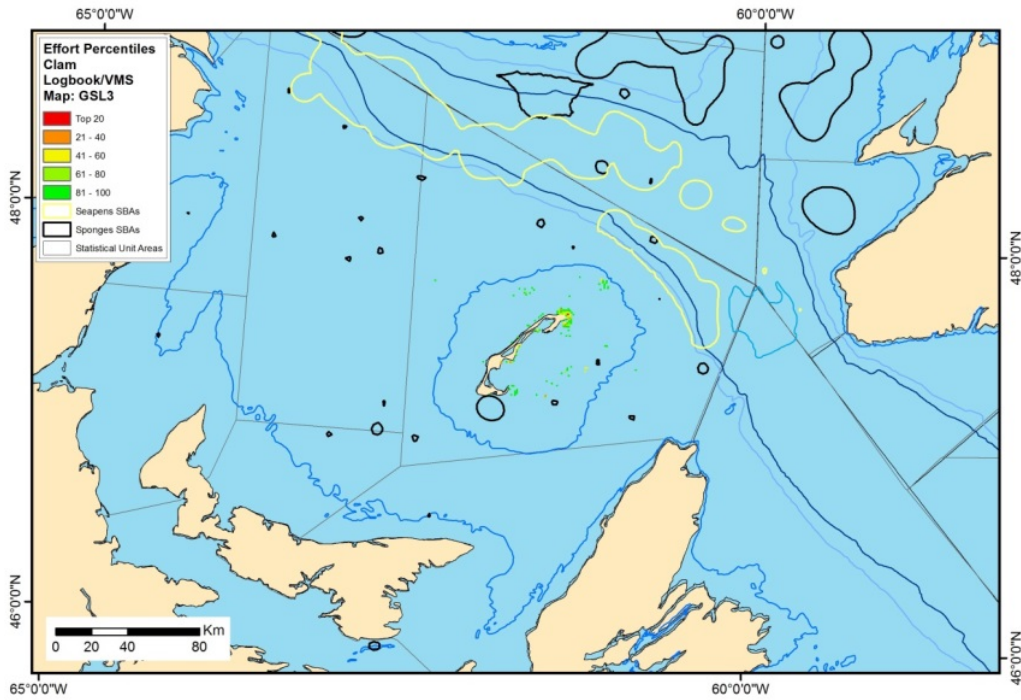 65°0'0"W
60°0'0"W
Effort Percentiles
Clam
Logbook/VMS
Map: GSL3
Top 20
21 - 40
41 - 60
61 - 80
81 - 100
Seapens SBAs
Sponges SBAs
Statistical Unit Areas
48°0'0"N
48°0'0"N
46°0'0"N
46°0'0"N
Km
0 20 40 80
65°0'0"W
60°0'0"W